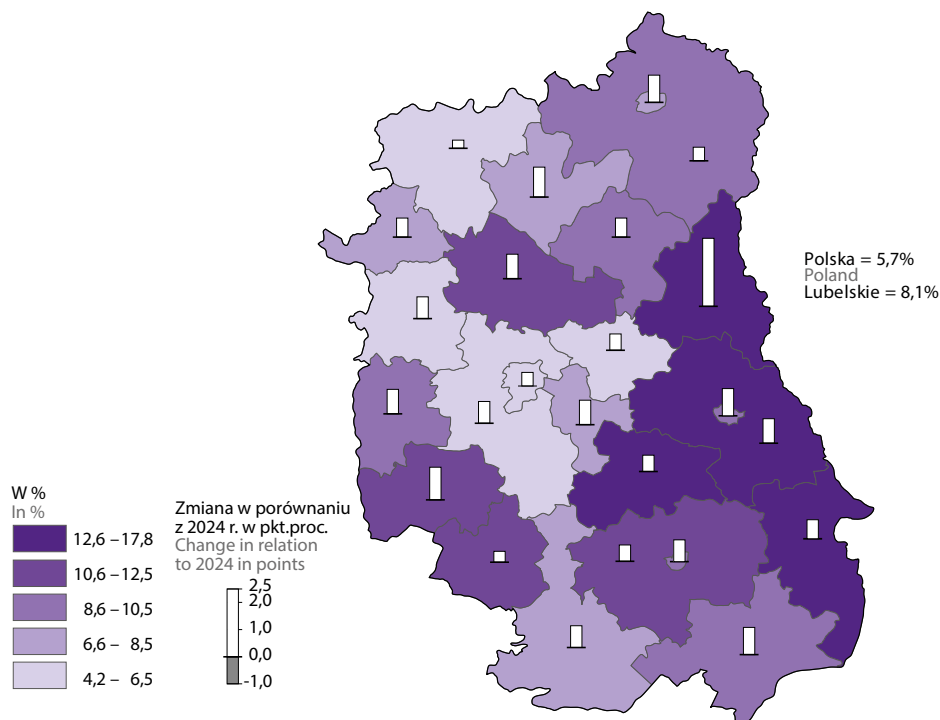 Polska = 5,7%
Poland
Lubelskie = 8,1%
W %
In %
12,6 – 17,8
10,6 – 12,5
8,6 – 10,5
6,6 – 8,5
4,2 – 6,5
Zmiana w porównaniu
z 2024 r. w pkt.proc.
Change in relation
to 2024 in points
2,5
2,0
1,0
0,0
-1,0